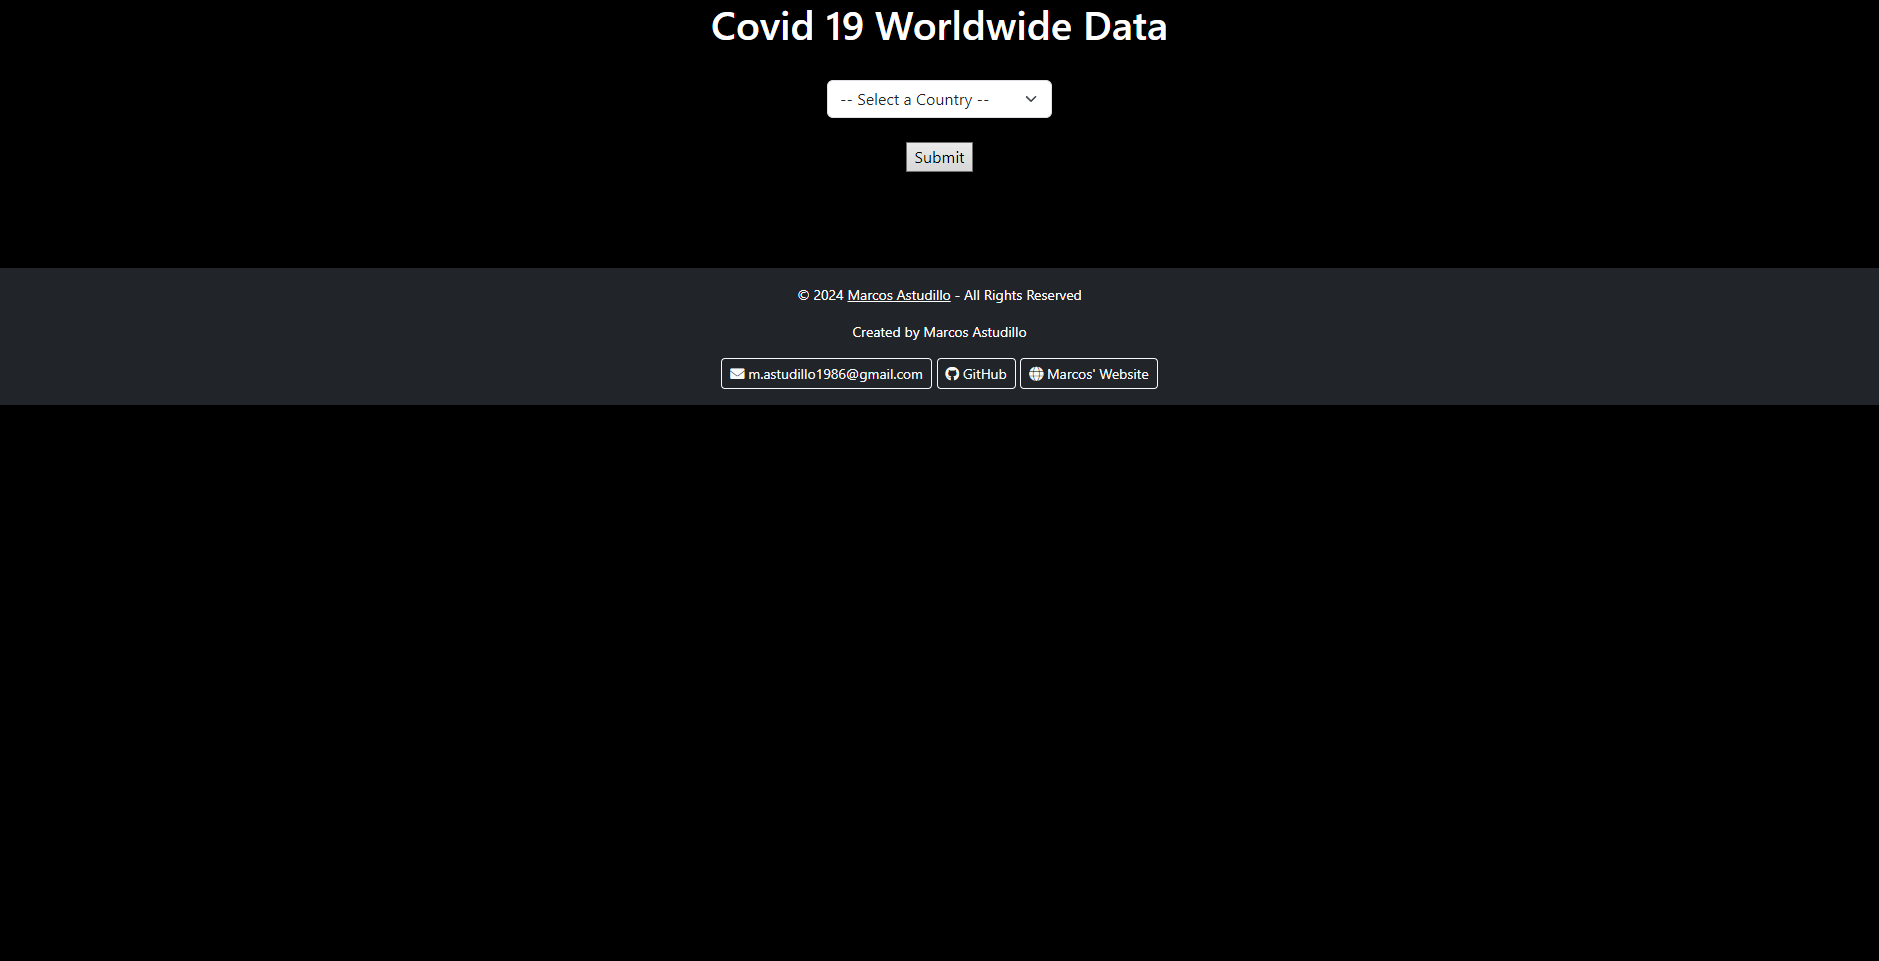 Covid 19 Worldwide Data
-- Select a Country --
Submit
© 2024 Marcos Astudillo - All Rights Reserved
Created by Marcos Astudillo
m.astudillo1986@gmail.com GitHub Marcos' Website